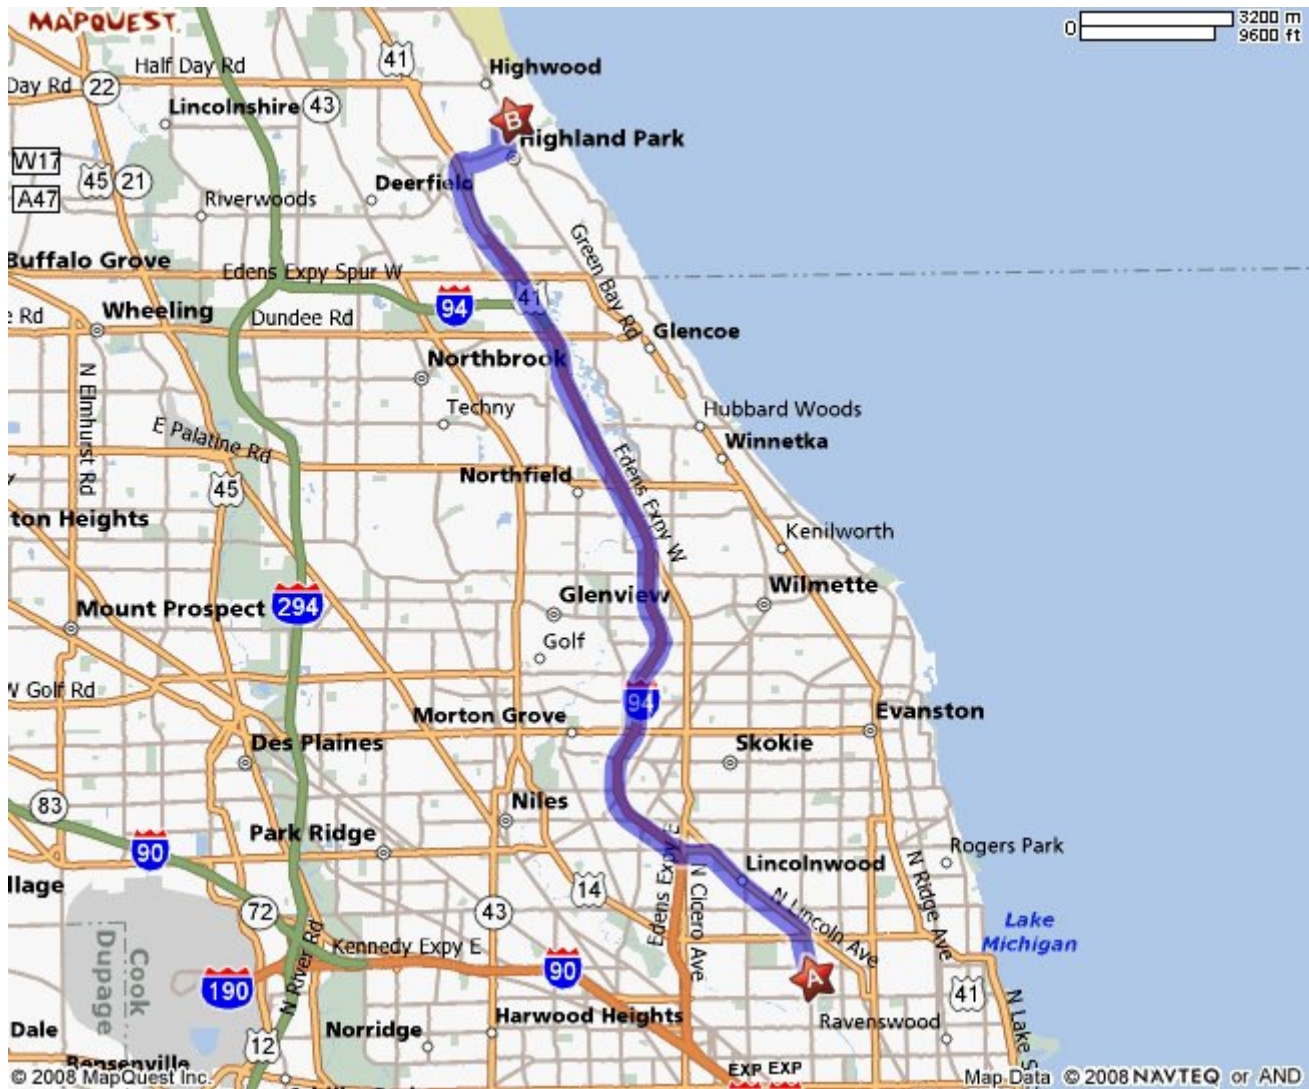 MAPQUEST.
0
3200 m
9600 ft
41
Half Day Rd
Highwood
Day Rd
22
Lincolnshire
43
B
Highland Park
W17
45
21
A47
Deerfield
Riverwoods
Green Bay Rd
Buffalo Grove
Edens Expy Spur W
41
94
e Rd
Wheeling
Dundee Rd
Glencoe
Northbrook
N Elmhurst Rd
Techny
Hubbard Woods
E Palatine Rd
Winnetka
Edens Expy W
Northfield
45
ton Heights
Kenilworth
Glenview
Wilmette
Mount Prospect
294
Golf
W Golf Rd
94
Morton Grove
Evanston
Des Plaines
Skokie
83
Niles
Park Ridge
90
Edens Expy E
N Cicero Ave
Lincolnwood
Rogers Park
llage
14
N Lincoln Ave
N Ridge Ave
72
43
Lake
Michigan
Cook
Dupage
N River Rd
Kennedy Expy E
90
190
A
41
N Lake S
Harwood Heights
Ravenswood
Dale
Norridge
12
Bensenville
EXP
EXP
© 2008 MapQuest Inc.
Map Data © 2008 NAVTEQ or AND